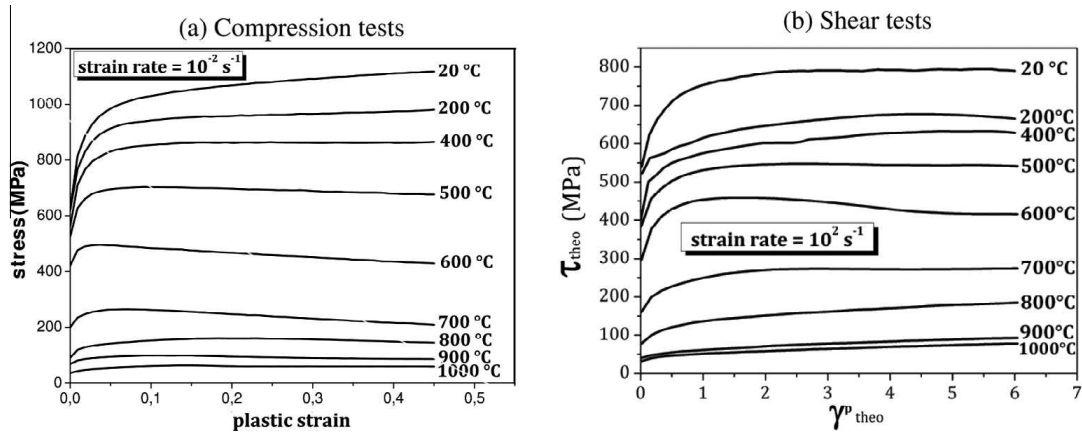 (a) Compression tests
strain rate = 10⁻² s⁻¹
stress (MPa)
1200
1000
800
600
400
200
0
20 °C
200 °C
400 °C
500 °C
600 °C
700 °C
800 °C
900 °C
1000 °C
0,0 0,1 0,2 0,3 0,4 0,5
plastic strain
(b) Shear tests
τtheo (MPa)
800
700
600
500
400
300
200
100
0
20 °C
200°C
400°C
500°C
600°C
strain rate = 10² s⁻¹
700°C
800°C
900°C
1000°C
0 1 2 3 4 5 6 7
γᵖ theo